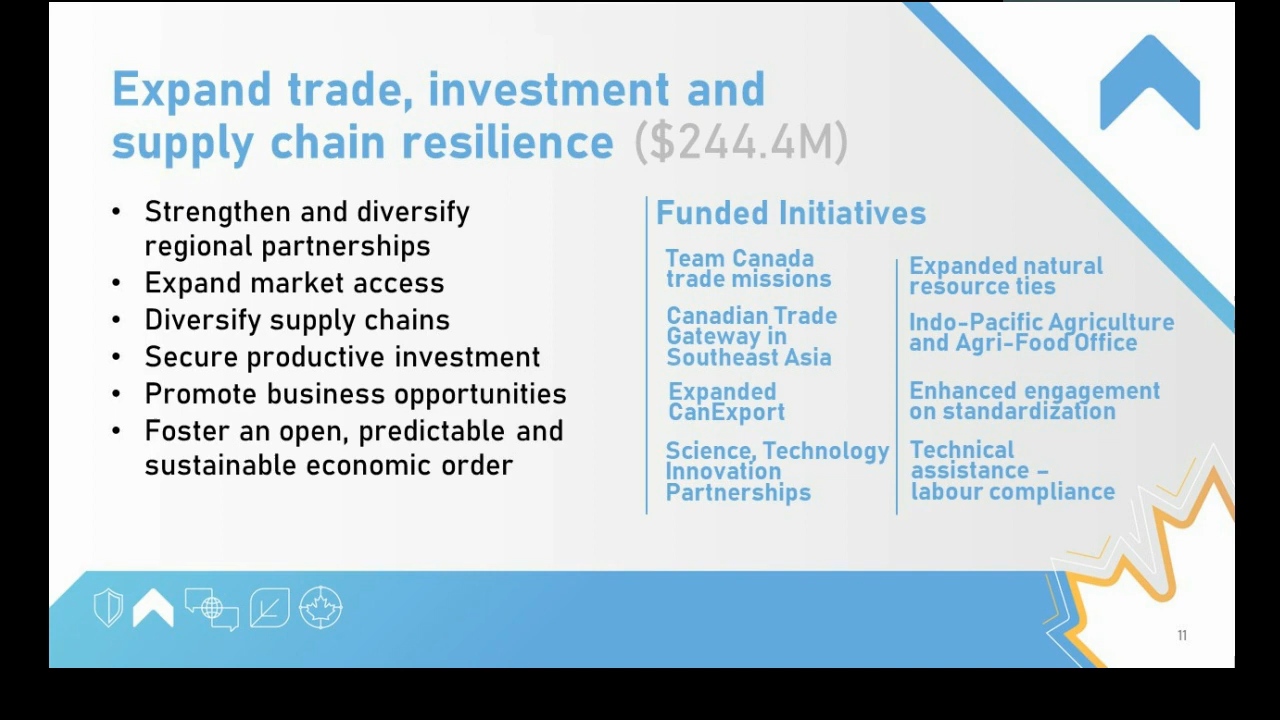 Expand trade, investment and
supply chain resilience ($244.4M)
• Strengthen and diversify
regional partnerships
• Expand market access
• Diversify supply chains
• Secure productive investment
• Promote business opportunities
• Foster an open, predictable and
sustainable economic order
Funded Initiatives
Team Canada
trade missions
Canadian Trade
Gateway in
Southeast Asia
Expanded
CanExport
Science, Technology
Innovation
Partnerships
Expanded natural
resource ties
Indo-Pacific Agriculture
and Agri-Food Office
Enhanced engagement
on standardization
Technical
assistance –
labour compliance
11